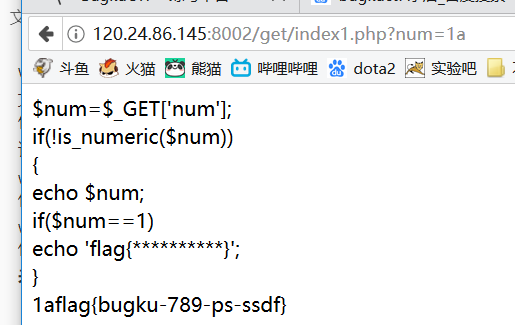 120.24.86.145:8002/get/index1.php?num=1a
斗鱼 火猫 熊猫 哔哩哔哩 dota2 实验吧
$num=$_GET['num'];
if(!is_numeric($num))
{
echo $num;
if($num==1)
echo 'flag{**********}';
}
1aflag{bugku-789-ps-ssdf}